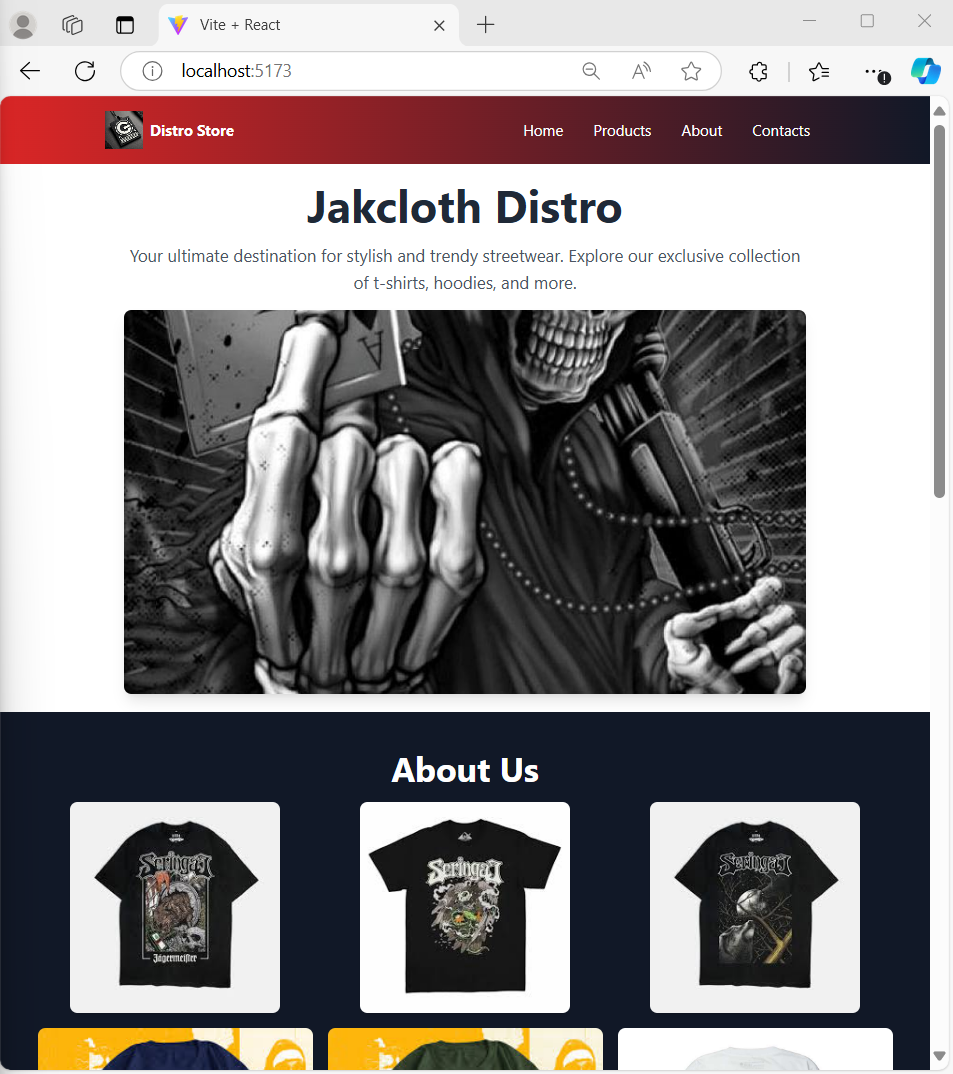 Vite + React
localhost:5173
G
Distro Store
Home
Products
About
Contacts
Jakcloth Distro
Your ultimate destination for stylish and trendy streetwear. Explore our exclusive collection
of t-shirts, hoodies, and more.
A
About Us
Seringai
Jägermeister
Seringai
Seringai